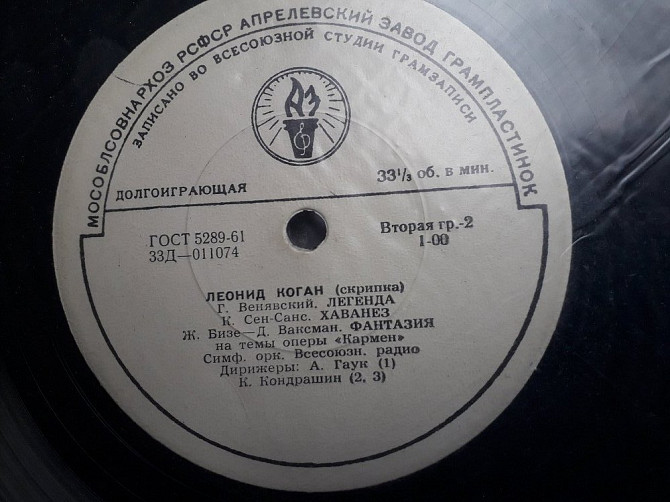 МОСОБЛСОВНАРХОЗ РСФСР АПРЕЛЕВСКИЙ ЗАВОД ГРАМПЛАСТИНОК
ЗАПИСАНО ВО ВСЕСОЮЗНОЙ СТУДИИ ГРАМЗАПИСИ
АЗ
ДОЛГОИГРАЮЩАЯ
33⅓ об. в мин.
ГОСТ 5289-61
33Д—011074
Вторая гр.-2
1-00
ЛЕОНИД КОГАН (скрипка)
Г. Венявский. ЛЕГЕНДА
К. Сен-Санс. ХАВАНЕЗ
Ж. Бизе—Д. Ваксман. ФАНТАЗИЯ
на темы оперы «Кармен»
Симф. орк. Всесоюзн. радио
Дирижеры: А. Гаук (1)
К. Кондрашин (2, 3)